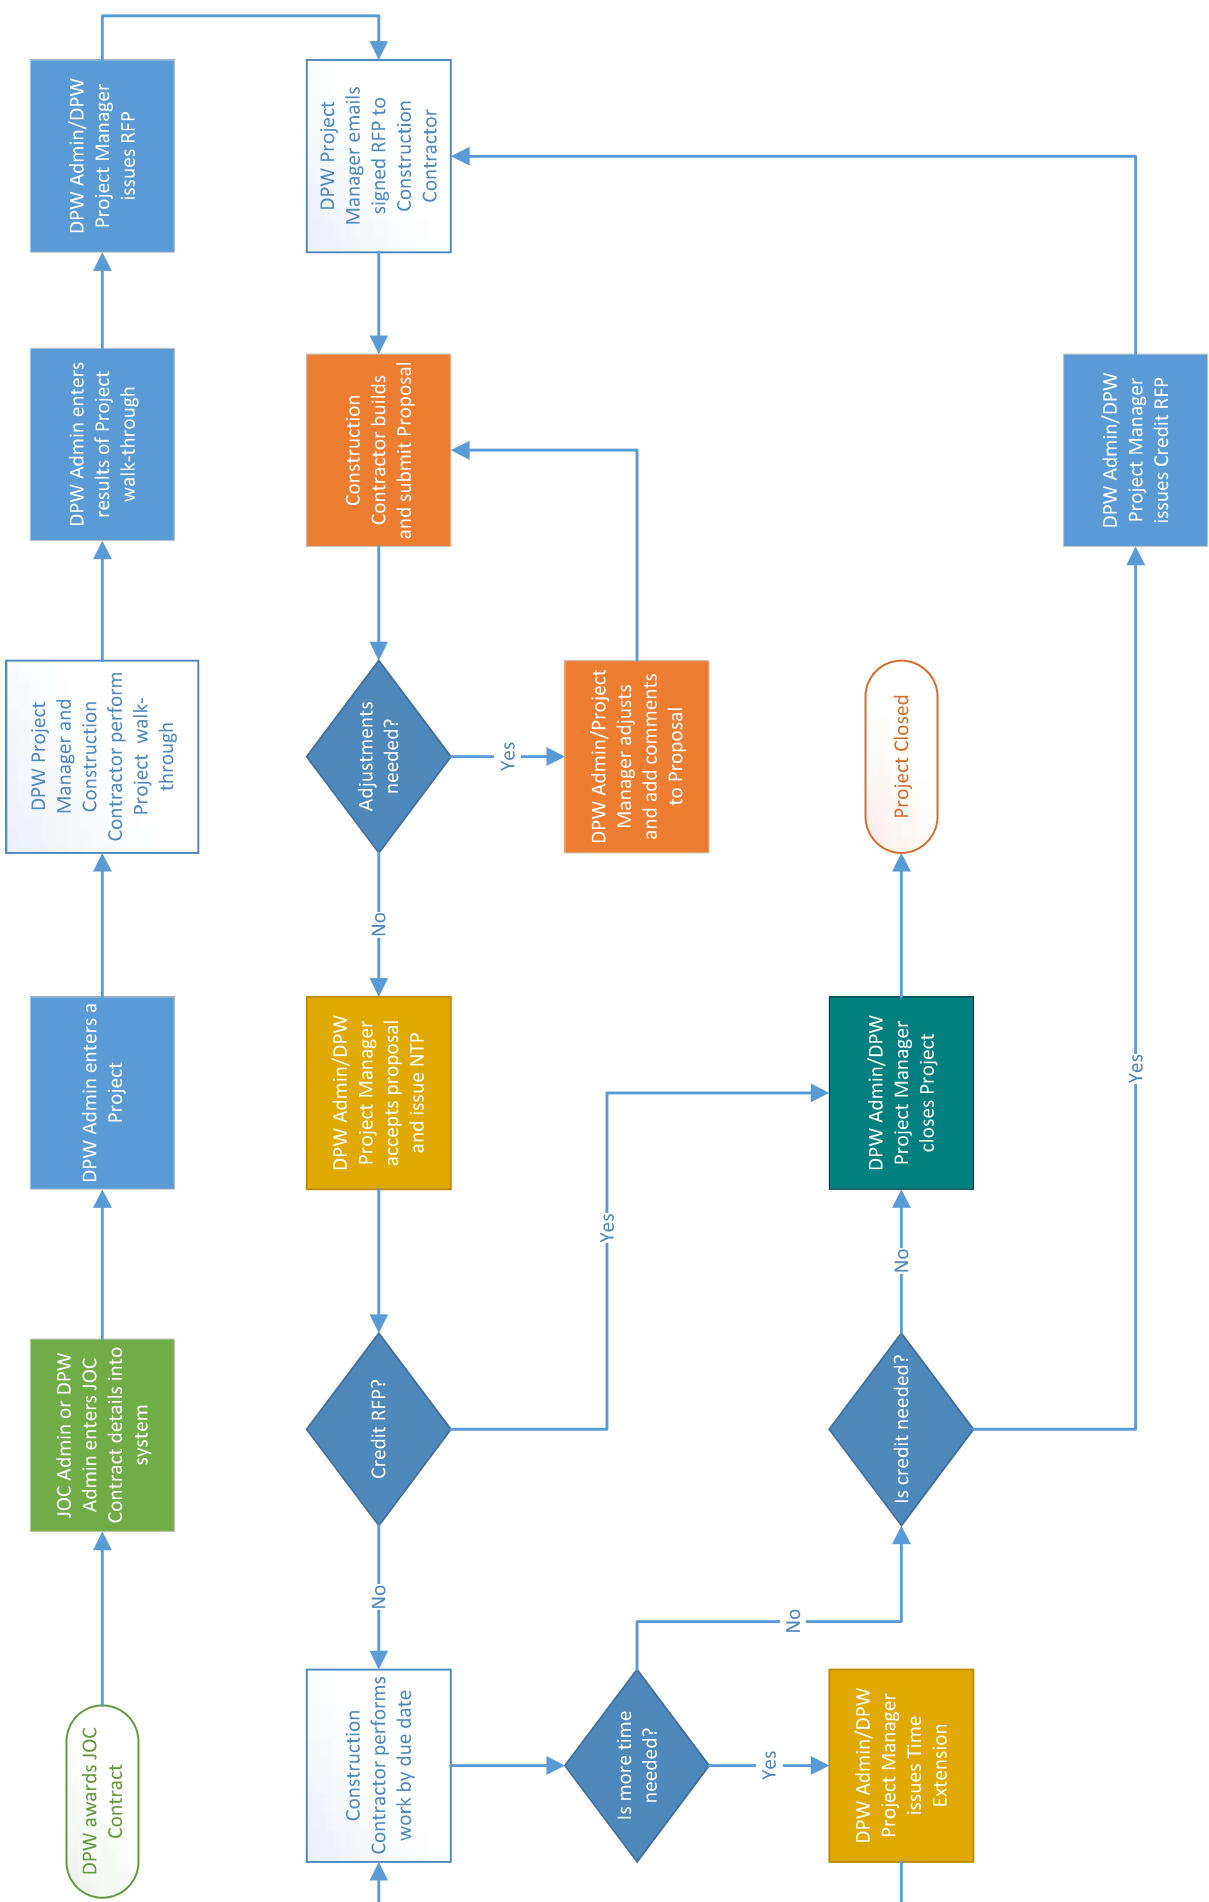 DPW awards JOC
Contract
JOC Admin or DPW
Admin enters JOC
Contract details into
system
DPW Admin enters a
Project
DPW Project
Manager and
Construction
Contractor perform
Project walk-
through
DPW Admin enters
results of Project
walk-through
DPW Admin/DPW
Project Manager
issues RFP
DPW Project
Manager emails
signed RFP to
Construction
Contractor
Construction
Contractor builds
and submit Proposal
Adjustments
needed?
Yes
DPW Admin/Project
Manager adjusts
and add comments
to Proposal
No
DPW Admin/DPW
Project Manager
accepts proposal
and issue NTP
Credit RFP?
Yes
No
Construction
Contractor performs
work by due date
Is more time
needed?
Yes
DPW Admin/DPW
Project Manager
issues Time
Extension
No
Is credit needed?
No
DPW Admin/DPW
Project Manager
closes Project
Project Closed
Yes
DPW Admin/DPW
Project Manager
issues Credit RFP